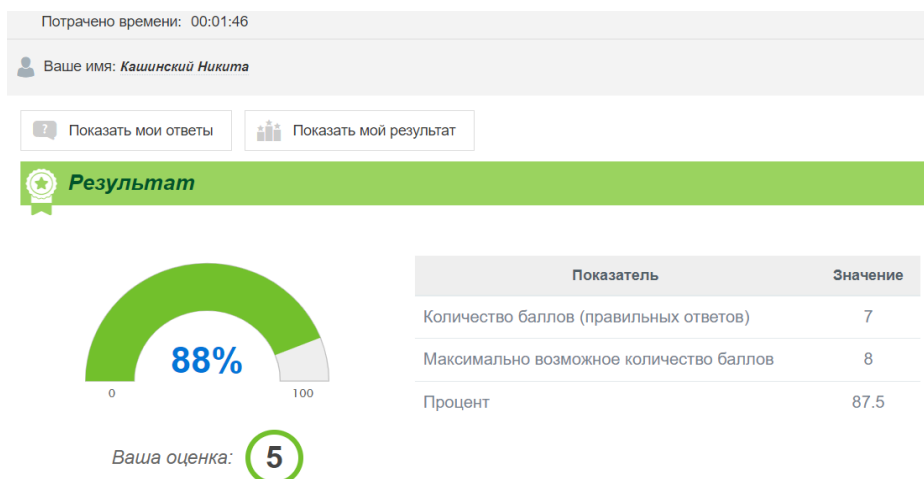 Потрачено времени: 00:01:46
Ваше имя: Кашинский Никита
Показать мои ответы
Показать мой результат
Результат
88%
0
100
Ваша оценка: 5
Показатель Значение
Количество баллов (правильных ответов) 7
Максимально возможное количество баллов 8
Процент 87.5